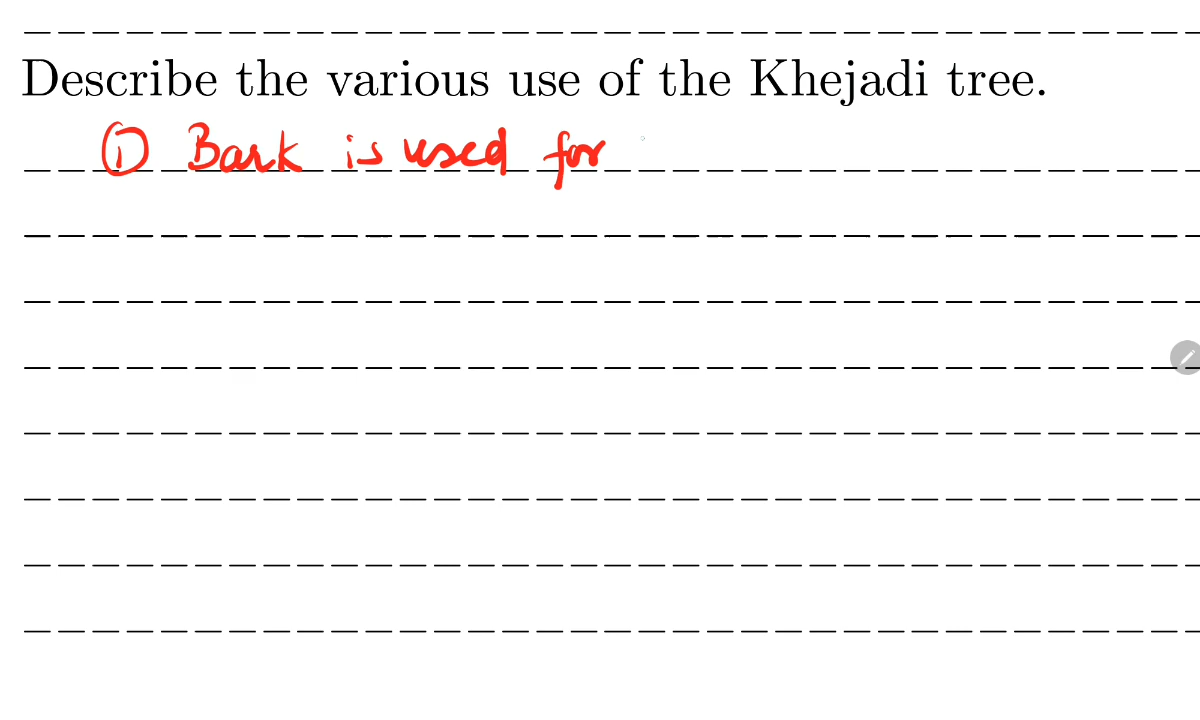 Describe the various use of the Khejadi tree.
① Bark is used for